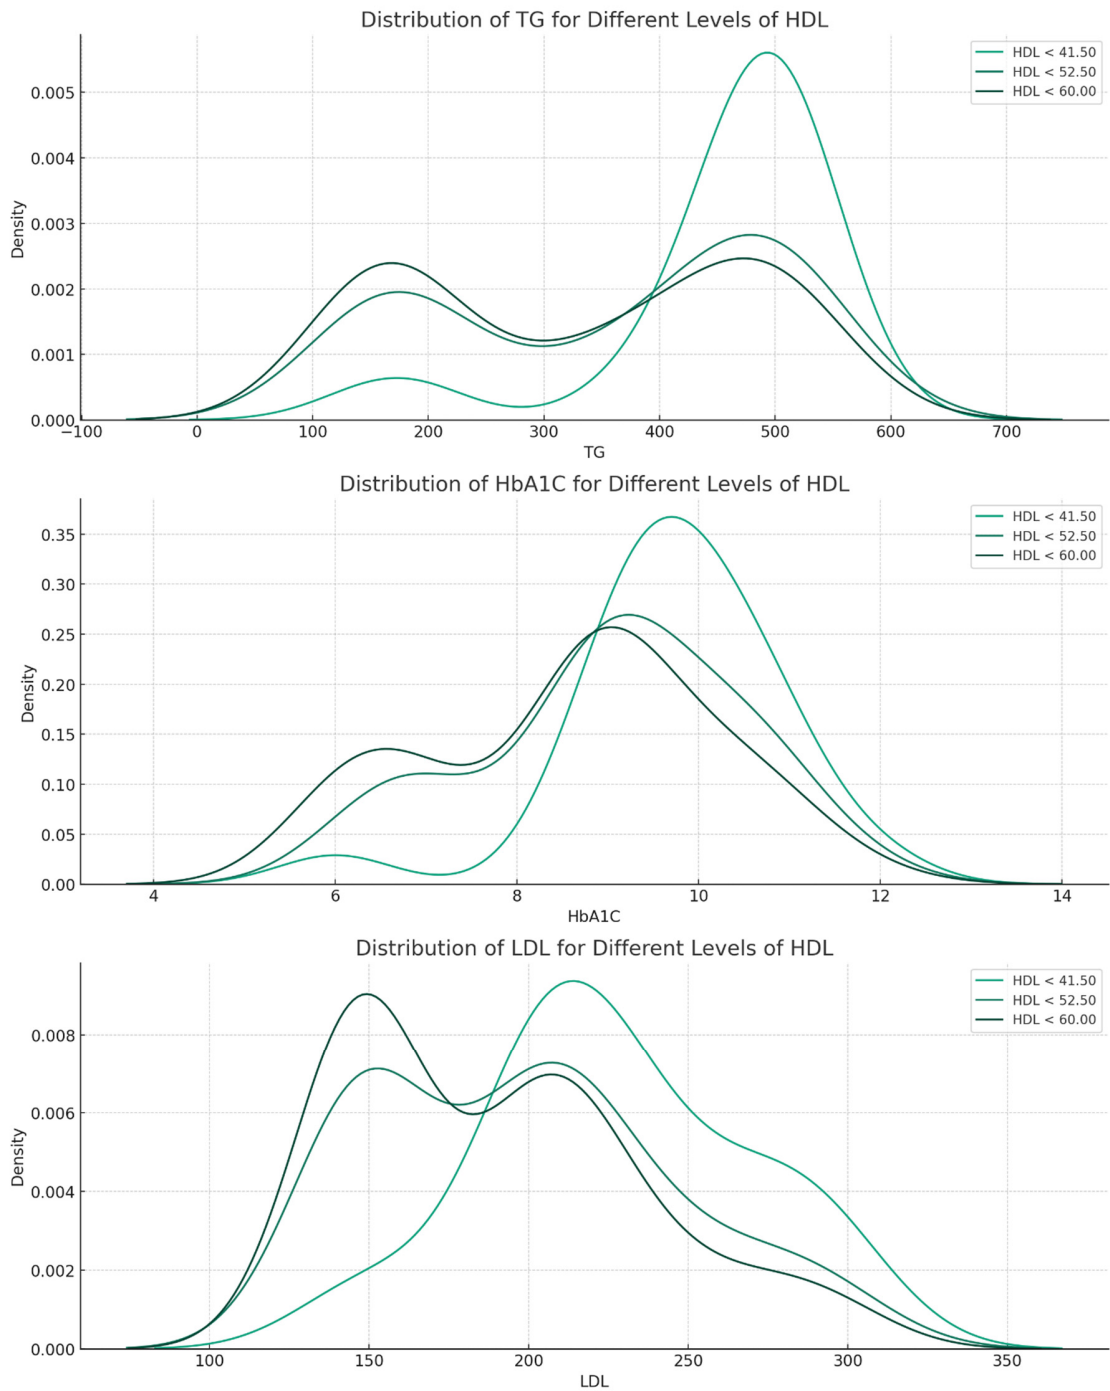 Distribution of TG for Different Levels of HDL
HDL < 41.50
HDL < 52.50
HDL < 60.00
Density
0.005
0.004
0.003
0.002
0.001
0.000
−100 0 100 200 300 400 500 600 700
TG
Distribution of HbA1C for Different Levels of HDL
HDL < 41.50
HDL < 52.50
HDL < 60.00
Density
0.35
0.30
0.25
0.20
0.15
0.10
0.05
0.00
4 6 8 10 12 14
HbA1C
Distribution of LDL for Different Levels of HDL
HDL < 41.50
HDL < 52.50
HDL < 60.00
Density
0.008
0.006
0.004
0.002
0.000
100 150 200 250 300 350
LDL